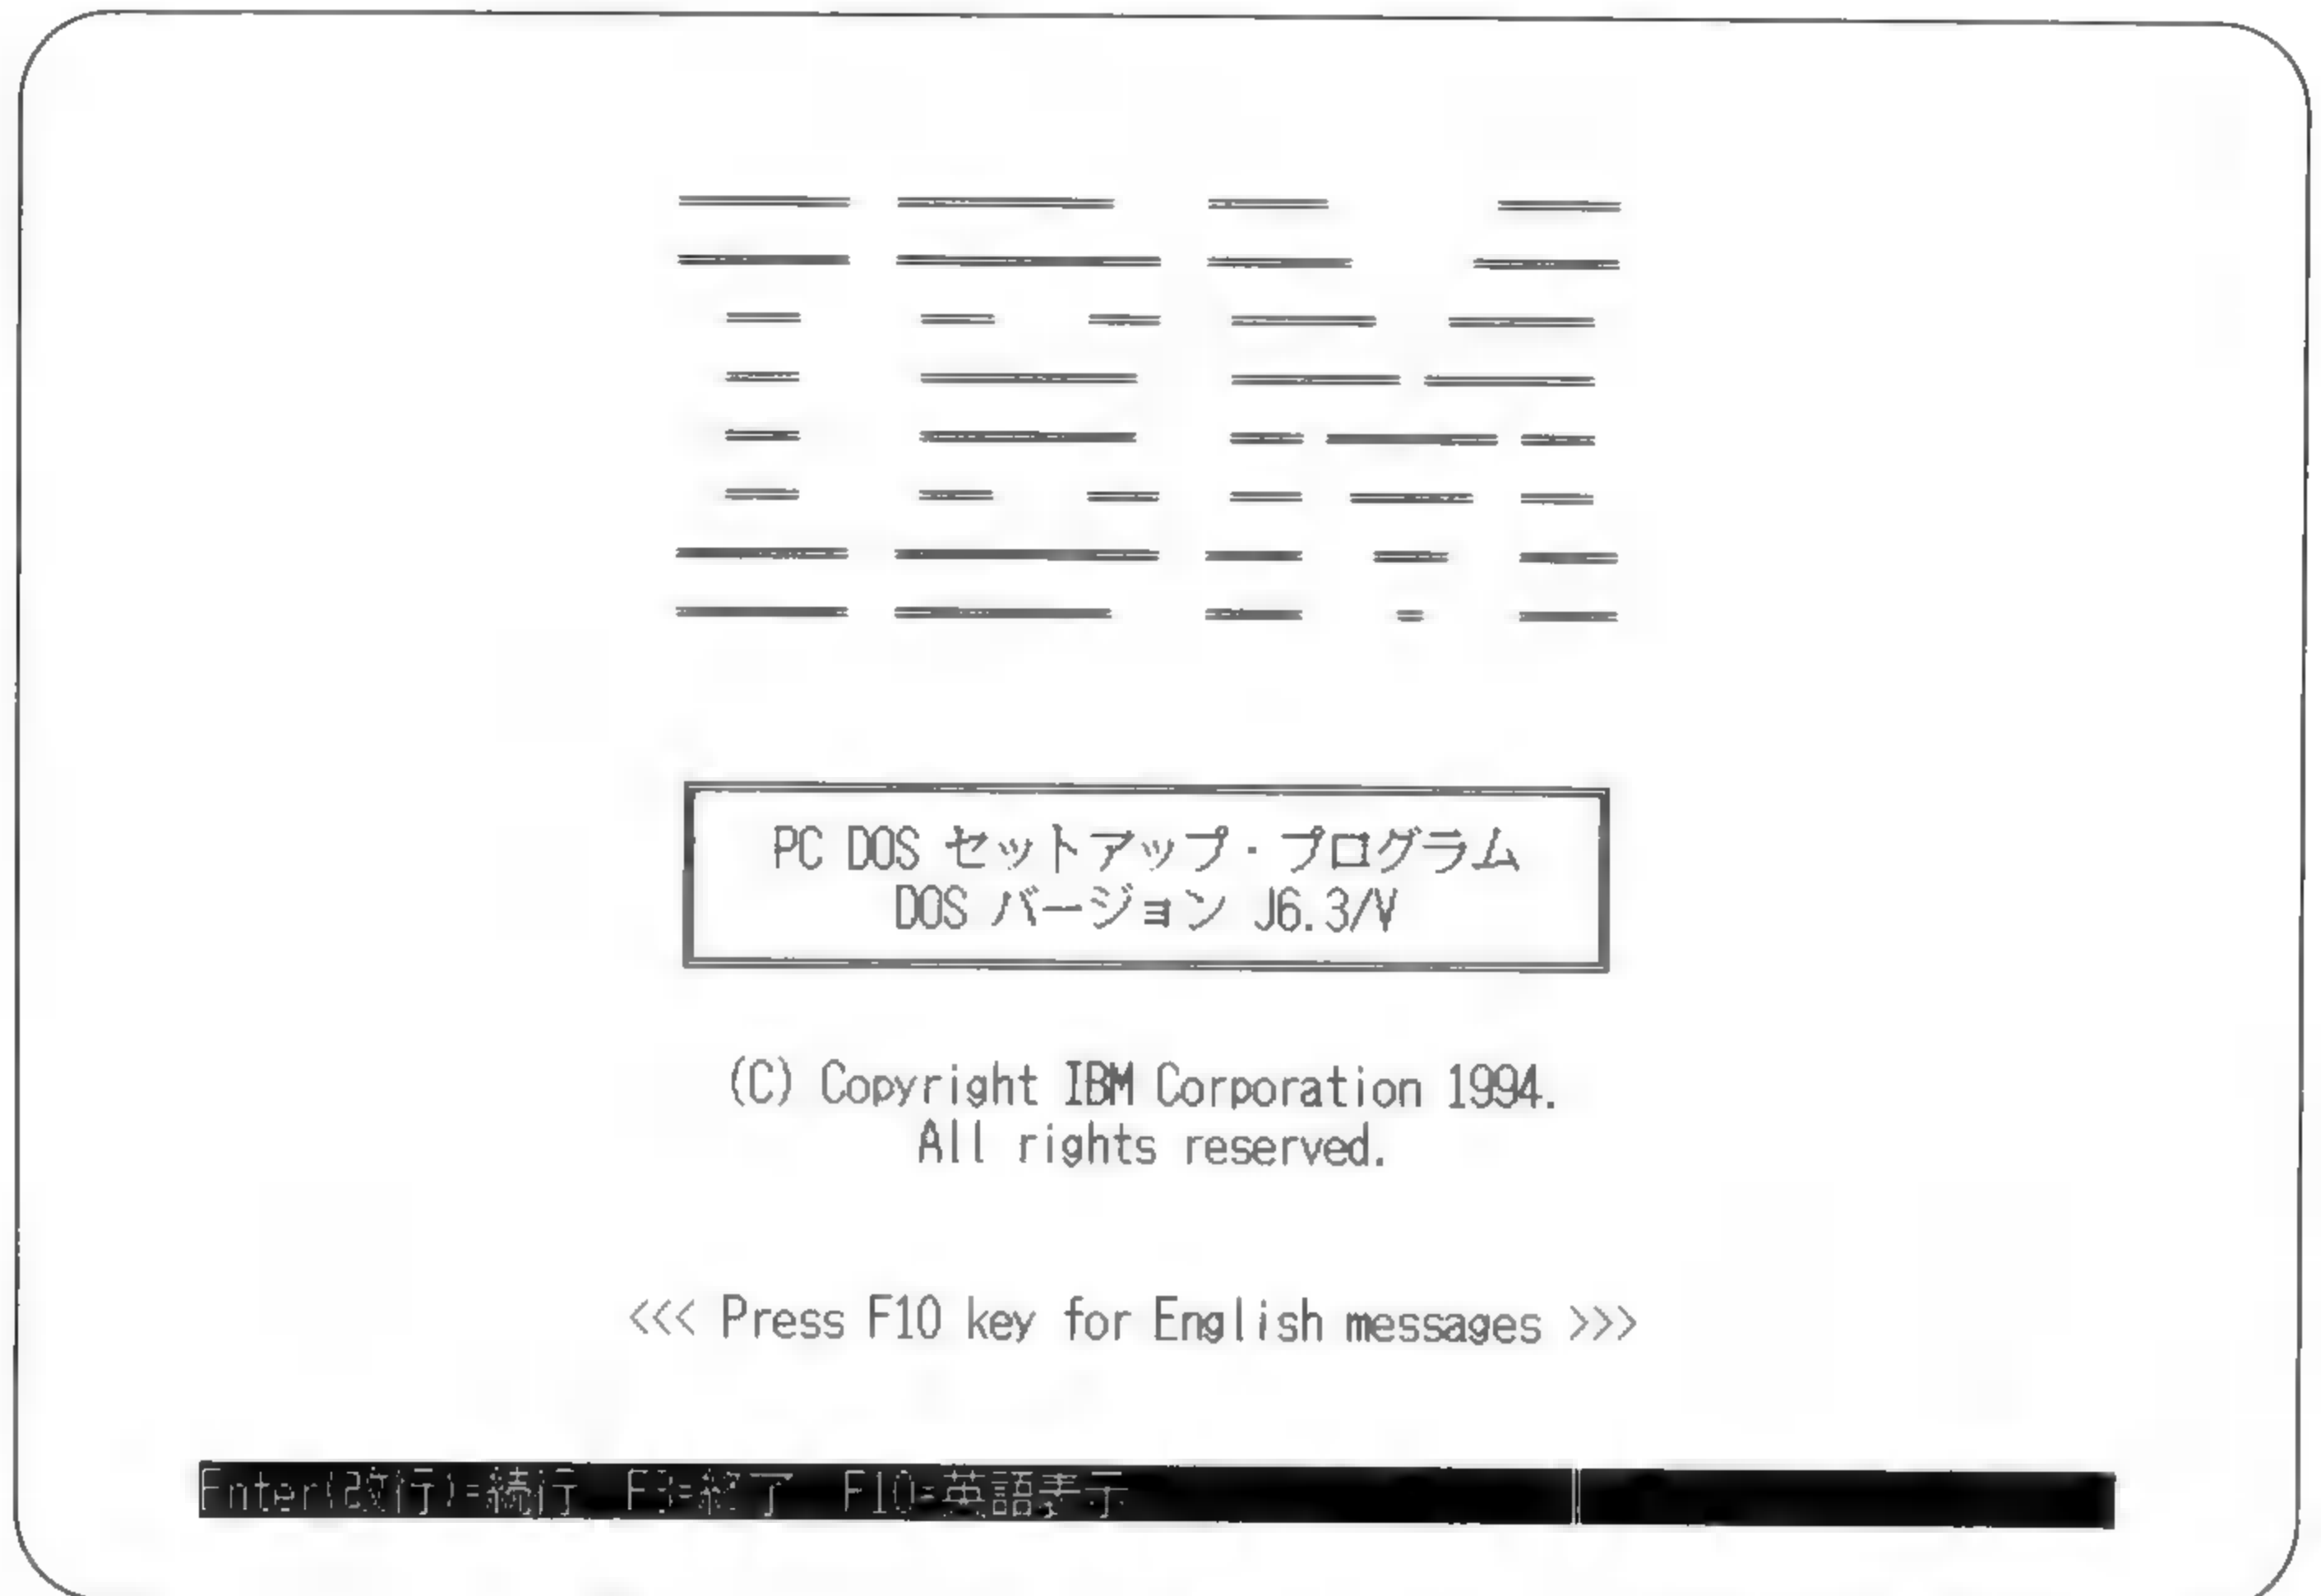 IBM
PC DOS セットアップ・プログラム
DOS バージョン J6.3/V
(C) Copyright IBM Corporation 1994.
All rights reserved.
<<< Press F10 key for English messages >>>
Enter(改行)=続行 F3=終了 F10=英語表示